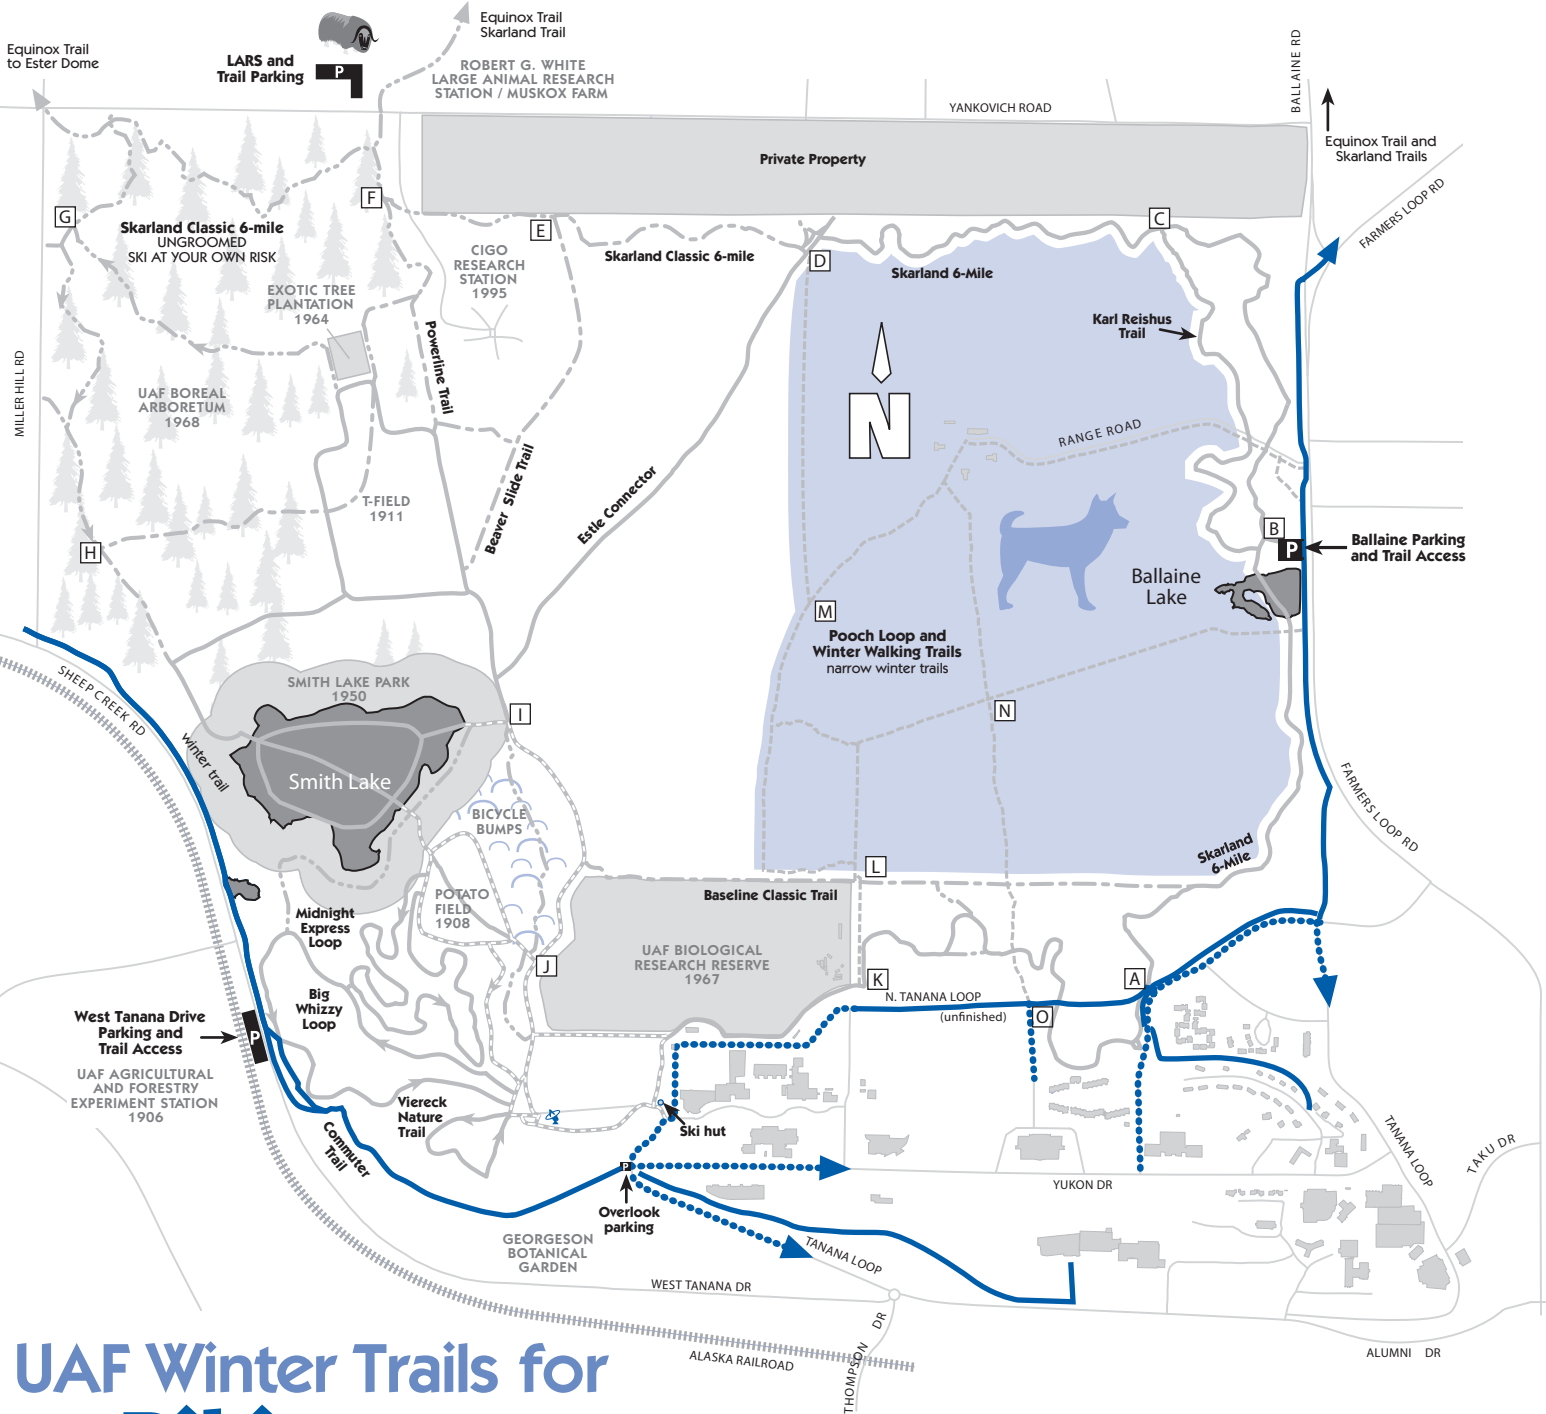 Equinox Trail
to Ester Dome
LARS and
Trail Parking
P
Equinox Trail
Skarland Trail
ROBERT G. WHITE
LARGE ANIMAL RESEARCH
STATION / MUSKOX FARM
YANKOVICH ROAD
BALLAINE RD
Equinox Trail and
Skarland Trails
FARMERS LOOP RD
Private Property
F
G
E
C
D
Skarland Classic 6-mile
UNGROOMED
SKI AT YOUR OWN RISK
CIGO
RESEARCH
STATION
1995
Skarland Classic 6-mile
Skarland 6-Mile
EXOTIC TREE
PLANTATION
1964
Karl Reishus
Trail
Powerline Trail
MILLER HILL RD
UAF BOREAL
ARBORETUM
1968
N
RANGE ROAD
Beaver Slide Trail
Estle Connector
T-FIELD
1911
H
B
P
Ballaine Parking
and Trail Access
Ballaine
Lake
M
Pooch Loop and
Winter Walking Trails
narrow winter trails
SHEEP CREEK RD
SMITH LAKE PARK
1950
I
N
winter trail
Smith Lake
FARMERS LOOP RD
BICYCLE
BUMPS
Skarland
6-Mile
L
Baseline Classic Trail
POTATO
FIELD
1908
Midnight
Express
Loop
UAF BIOLOGICAL
RESEARCH RESERVE
1967
J
K
A
N. TANANA LOOP
(unfinished)
O
Big
Whizzy
Loop
West Tanana Drive
Parking and
Trail Access
P
UAF AGRICULTURAL
AND FORESTRY
EXPERIMENT STATION
1906
Viereck
Nature
Trail
Ski hut
Commuter
Trail
TANANA LOOP
TAKU DR
P
YUKON DR
Overlook
parking
GEORGESON
BOTANICAL
GARDEN
TANANA LOOP
WEST TANANA DR
THOMPSON DR
ALASKA RAILROAD
ALUMNI DR
UAF Winter Trails for